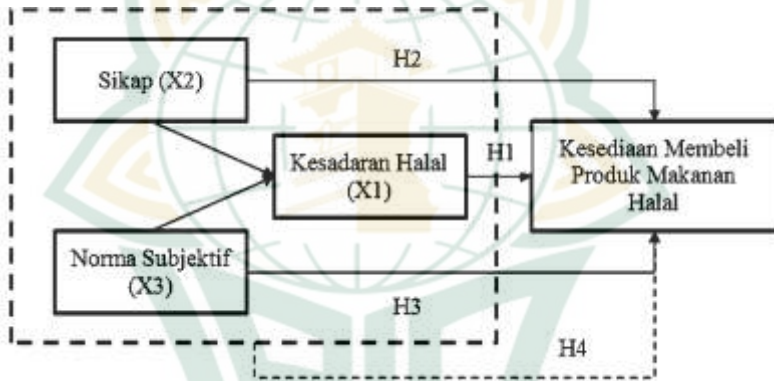 Sikap (X2)
H2
Kesadaran Halal
(X1)
H1
Kesediaan Membeli
Produk Makanan
Halal
Norma Subjektif
(X3)
H3
H4